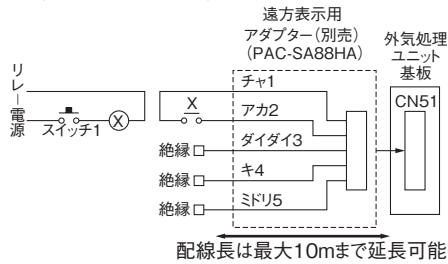 遠方表示用
アダプター(別売)
(PAC-SA88HA)
外気処理
ユニット
基板
CN51
リレー電源
スイッチ1
X
X
チャ1
アカ2
ダイダイ3
キ4
ミドリ5
絶縁
絶縁
絶縁
配線長は最大10mまで延長可能